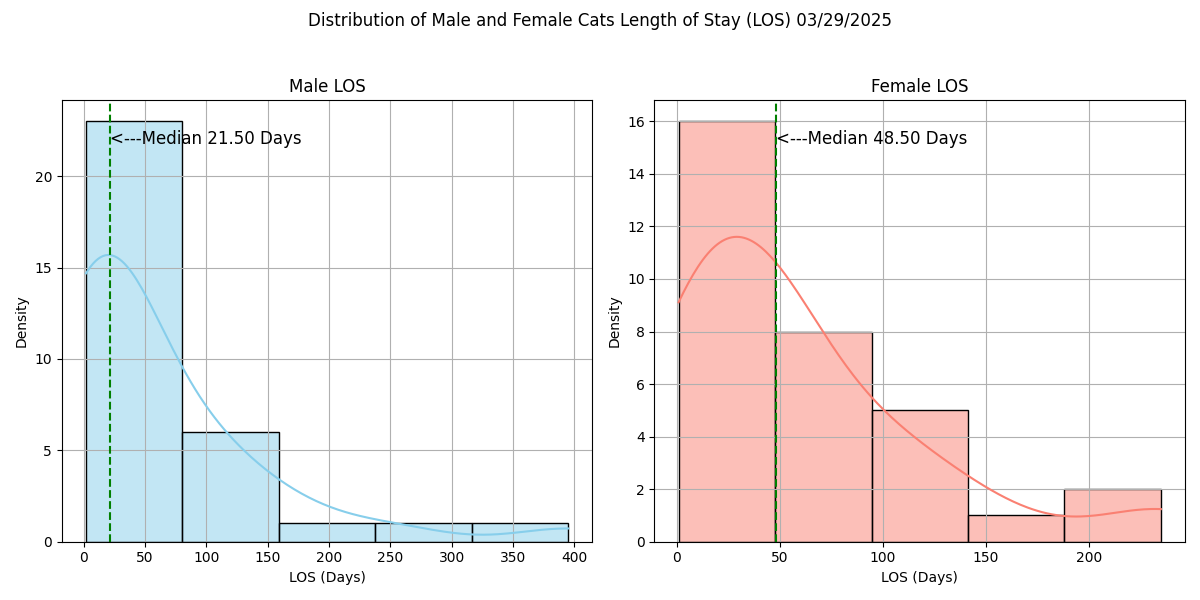 Distribution of Male and Female Cats Length of Stay (LOS) 03/29/2025
Male LOS
<---Median 21.50 Days
Density
20
15
10
5
0
0 50 100 150 200 250 300 350 400
LOS (Days)
Female LOS
<---Median 48.50 Days
Density
16
14
12
10
8
6
4
2
0
0 50 100 150 200
LOS (Days)